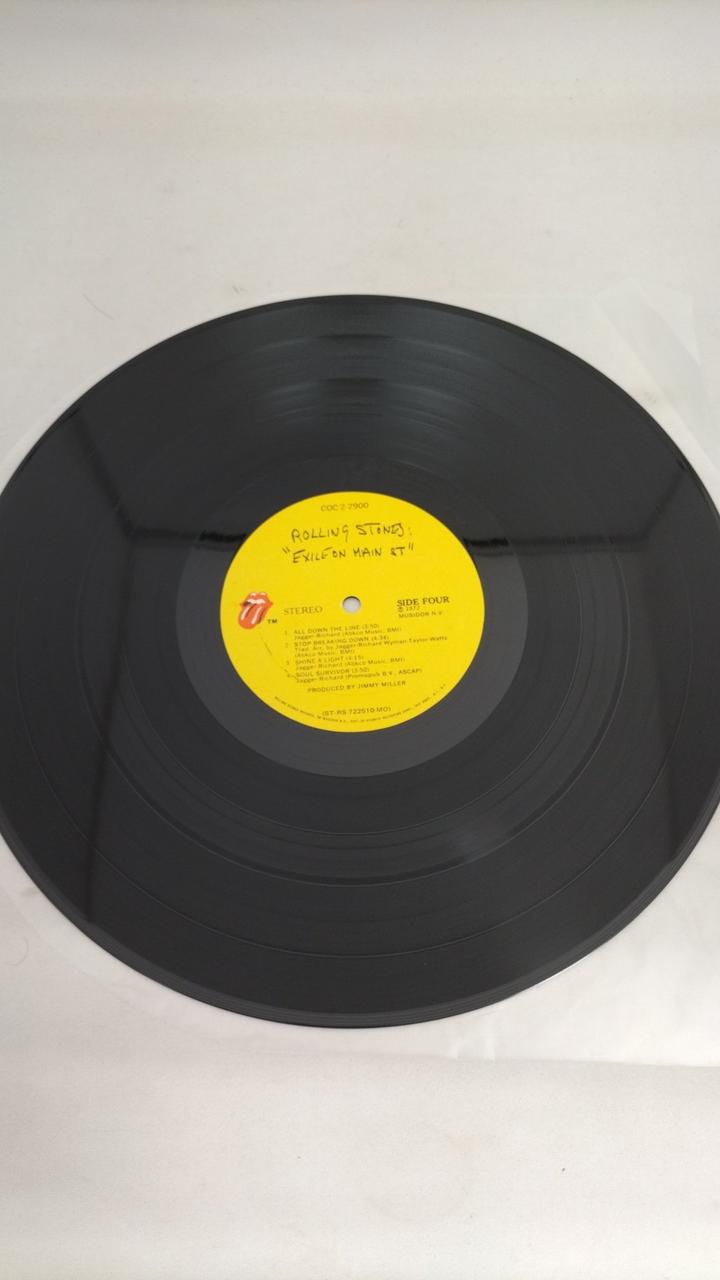 COC 2-2900
ROLLING STONES:
"EXILE ON MAIN ST"
TM
STEREO
SIDE FOUR
℗ 1972
MUSIDOR N.V.
1. ALL DOWN THE LINE (3:50)
Jagger-Richard (Abkco Music, BMI)
2. STOP BREAKING DOWN (4:34)
Trad. Arr. by Jagger-Richard Wyman-Taylor-Watts
(Abkco Music, BMI)
3. SHINE A LIGHT (4:15)
Jagger-Richard (Abkco Music, BMI)
4. SOUL SURVIVOR (3:50)
Jagger-Richard (Promopub B.V., ASCAP)
PRODUCED BY JIMMY MILLER
(ST-RS-722510-MO)